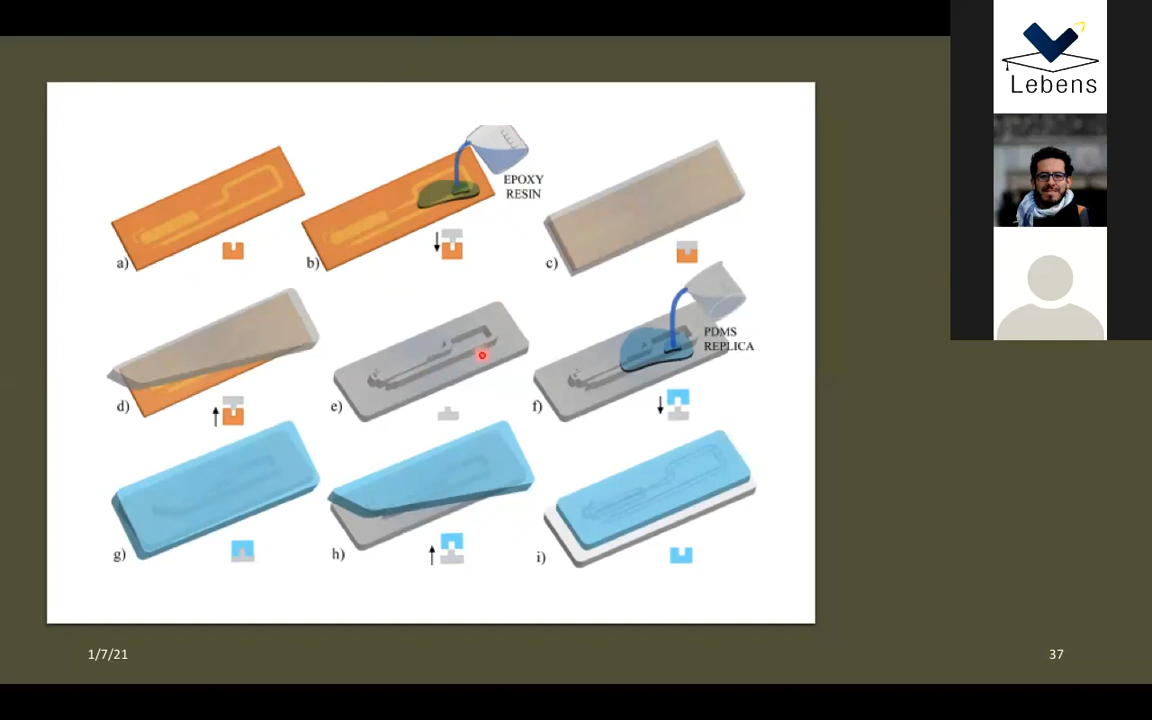 Lebens
EPOXY
RESIN
a)
b)
c)
PDMS
REPLICA
d)
e)
f)
g)
h)
i)
1/7/21
37